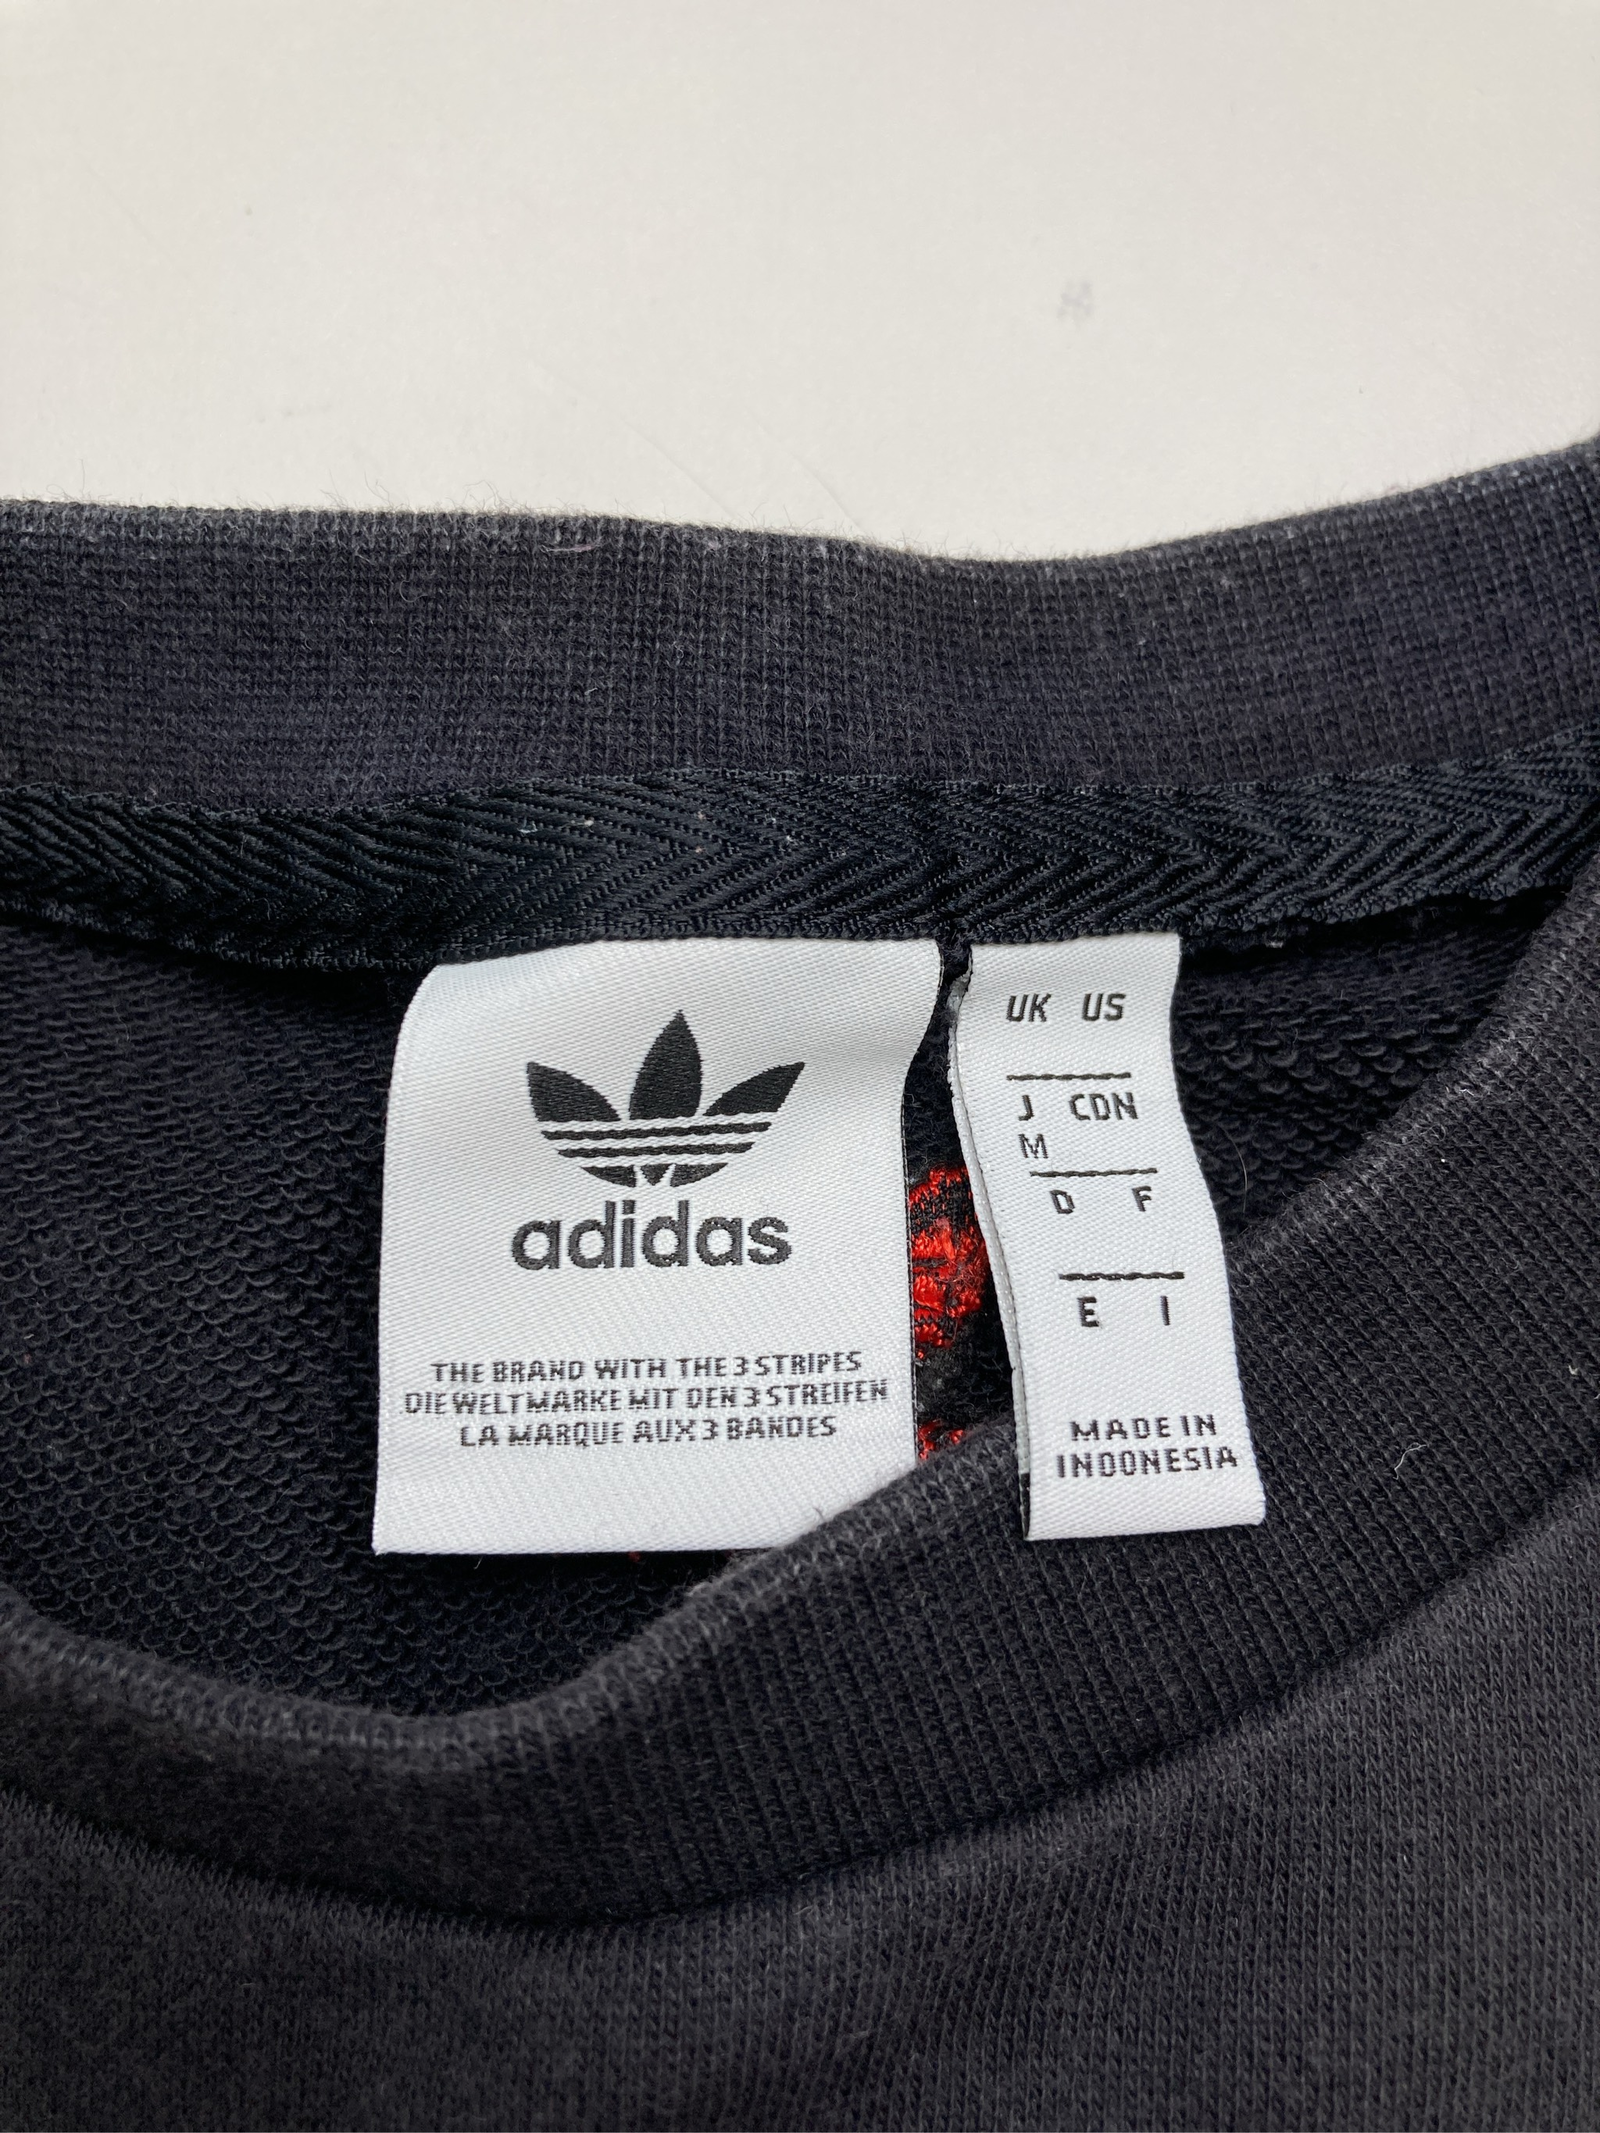 adidas
THE BRAND WITH THE 3 STRIPES
DIE WELTMARKE MIT DEN 3 STREIFEN
LA MARQUE AUX 3 BANDES
UK US
J CDN
M
D F
E I
MADE IN
INDONESIA